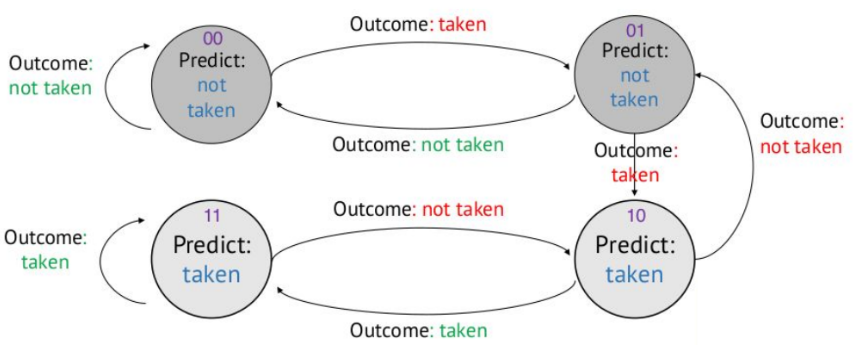 00
Predict:
not
taken
Outcome: taken
01
Predict:
not
taken
Outcome:
not taken
Outcome: not taken
Outcome:
taken
Outcome:
not taken
11
Predict:
taken
Outcome: not taken
10
Predict:
taken
Outcome:
taken
Outcome: taken